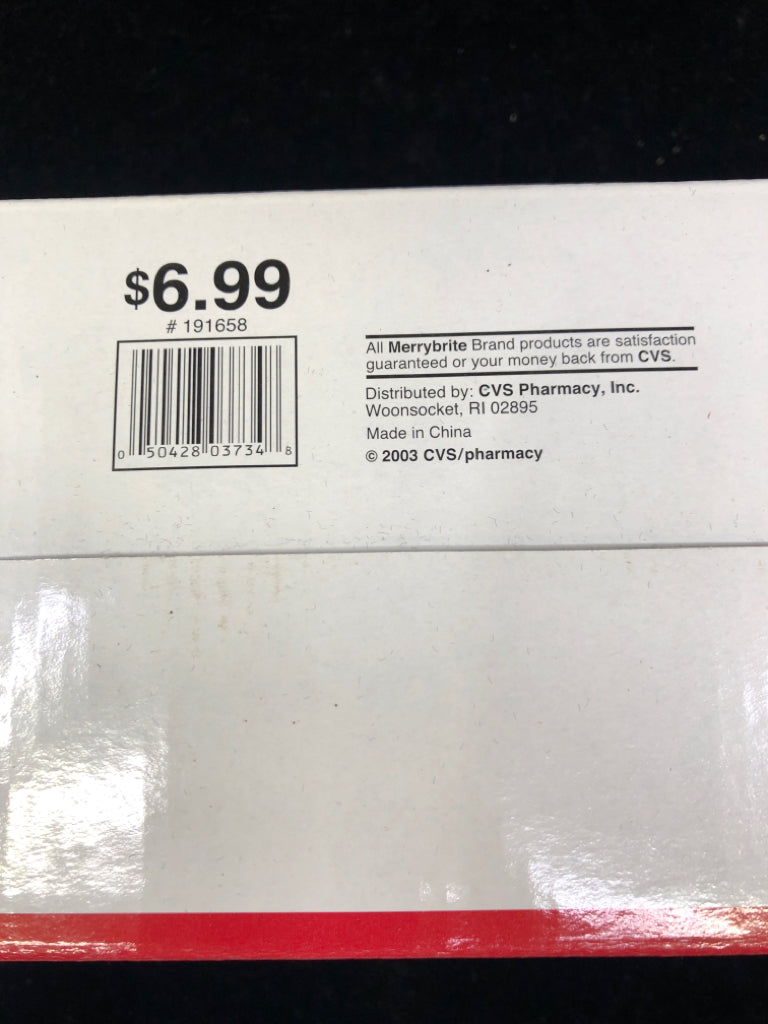 $6.99
# 191658
0 50428 03734 8
All Merrybrite Brand products are satisfaction
guaranteed or your money back from CVS.
Distributed by: CVS Pharmacy, Inc.
Woonsocket, RI 02895
Made in China
© 2003 CVS/pharmacy